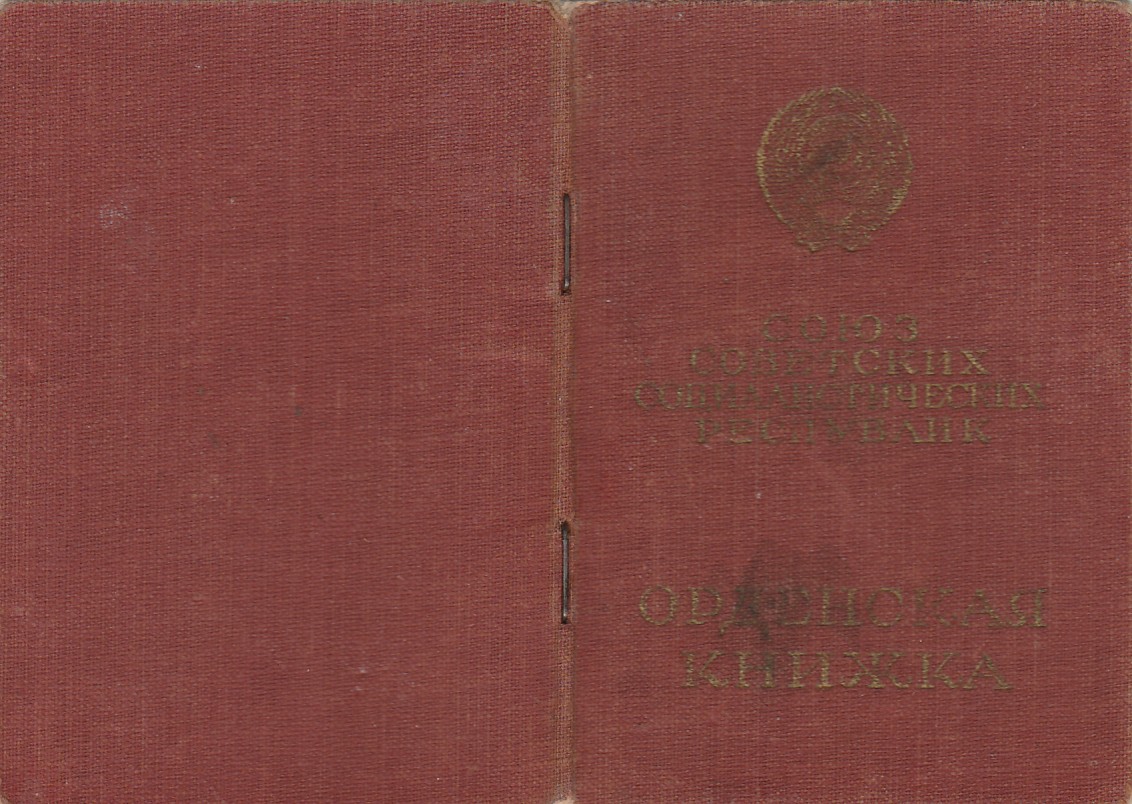 СОЮЗ
СОВЕТСКИХ
СОЦИАЛИСТИЧЕСКИХ
РЕСПУБЛИК
ОРДЕНСКАЯ
КНИЖКА